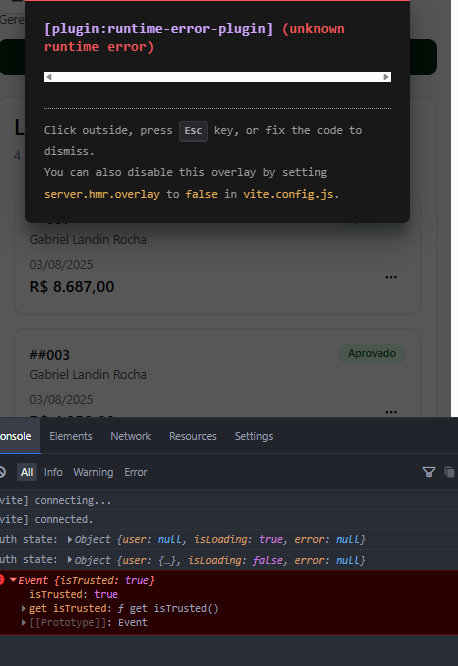 Gere
[plugin:runtime-error-plugin] (unknown
runtime error)
Click outside, press Esc key, or fix the code to
dismiss.
You can also disable this overlay by setting
server.hmr.overlay to false in vite.config.js.
L
4
Gabriel Landin Rocha
03/08/2025
R$ 8.687,00
...
##003
Aprovado
Gabriel Landin Rocha
03/08/2025
...
onsole Elements Network Resources Settings
All Info Warning Error
vite] connecting...
vite] connected.
uth state: Object {user: null, isLoading: true, error: null}
uth state: Object {user: {…}, isLoading: false, error: null}
Event {isTrusted: true}
isTrusted: true
get isTrusted: ƒ get isTrusted()
[[Prototype]]: Event